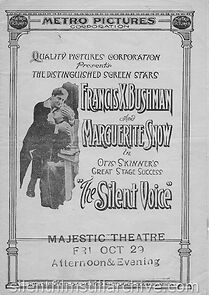 METRO PICTURES
CORPORATION
QUALITY PICTURES CORPORATION
Presents
THE DISTINGUISHED SCREEN STARS
FRANCIS X. BUSHMAN
AND
MARGUERITE SNOW
In
OTIS SKINNER'S
GREAT STAGE SUCCESS
"The Silent Voice"
MAJESTIC THEATRE
FRI OCT 29
Afternoon & Evening
silentfilmstillarchive.com